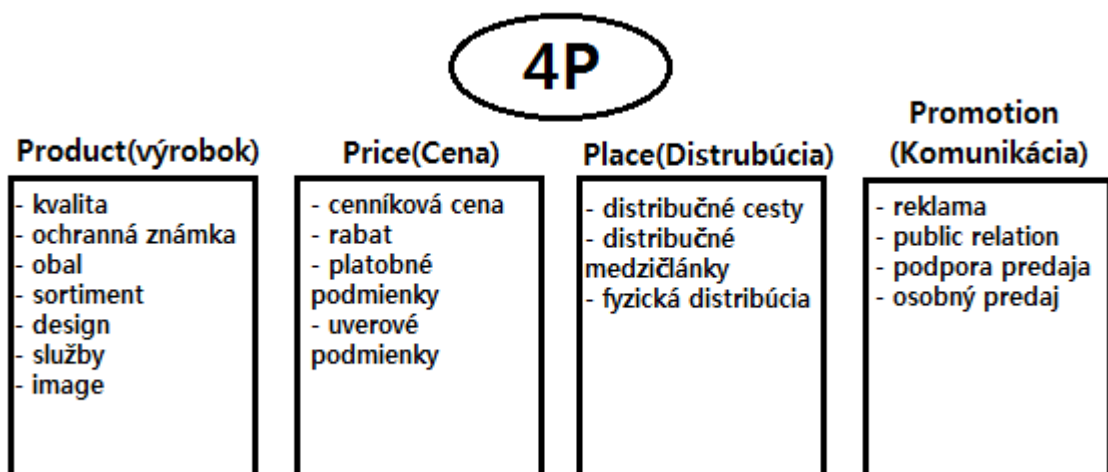 4P
Product(výrobok)
- kvalita
- ochranná známka
- obal
- sortiment
- design
- služby
- image
Price(Cena)
- cenníková cena
- rabat
- platobné
podmienky
- uverové
podmienky
Place(Distrubúcia)
- distribučné cesty
- distribučné
medzičlánky
- fyzická distribúcia
Promotion
(Komunikácia)
- reklama
- public relation
- podpora predaja
- osobný predaj